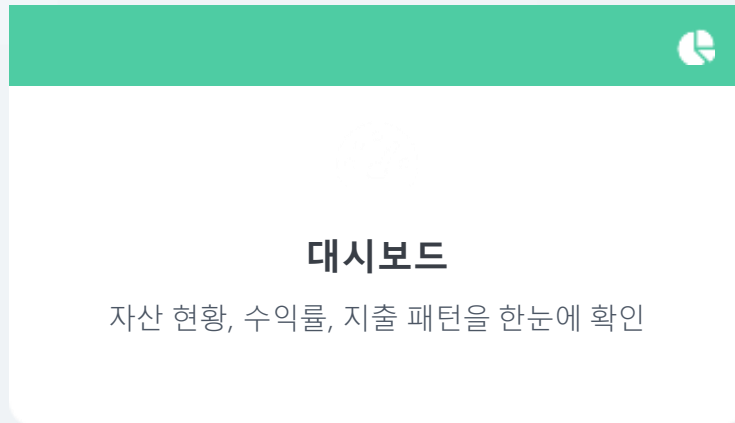 대시보드
자산 현황, 수익률, 지출 패턴을 한눈에 확인